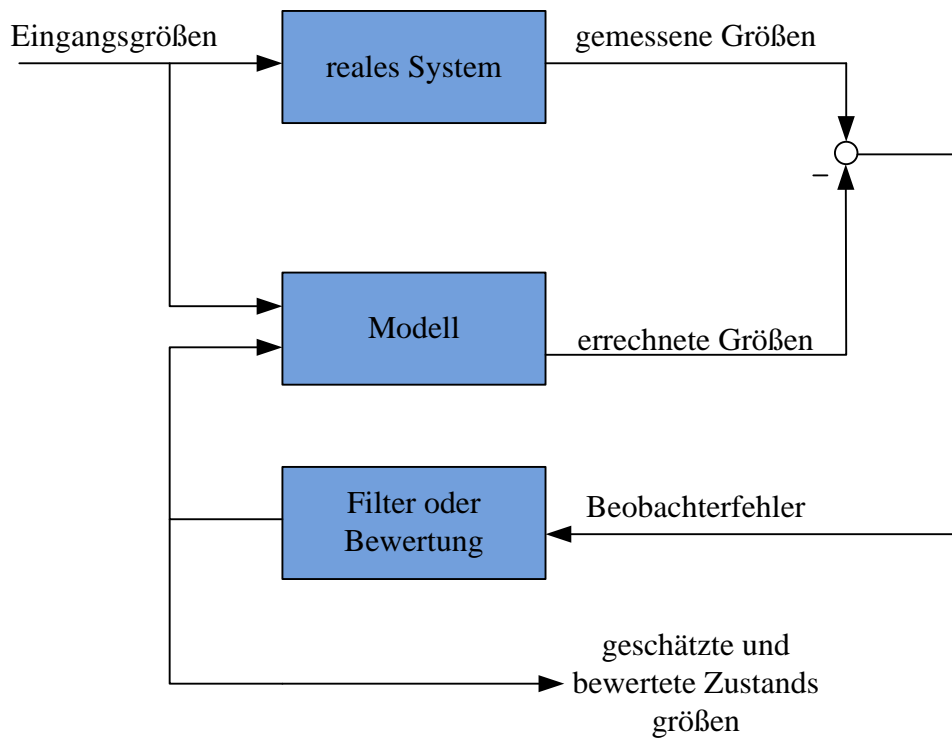 Eingangsgrößen
reales System
gemessene Größen
–
Modell
errechnete Größen
Filter oder
Bewertung
Beobachterfehler
geschätzte und
bewertete Zustands
größen